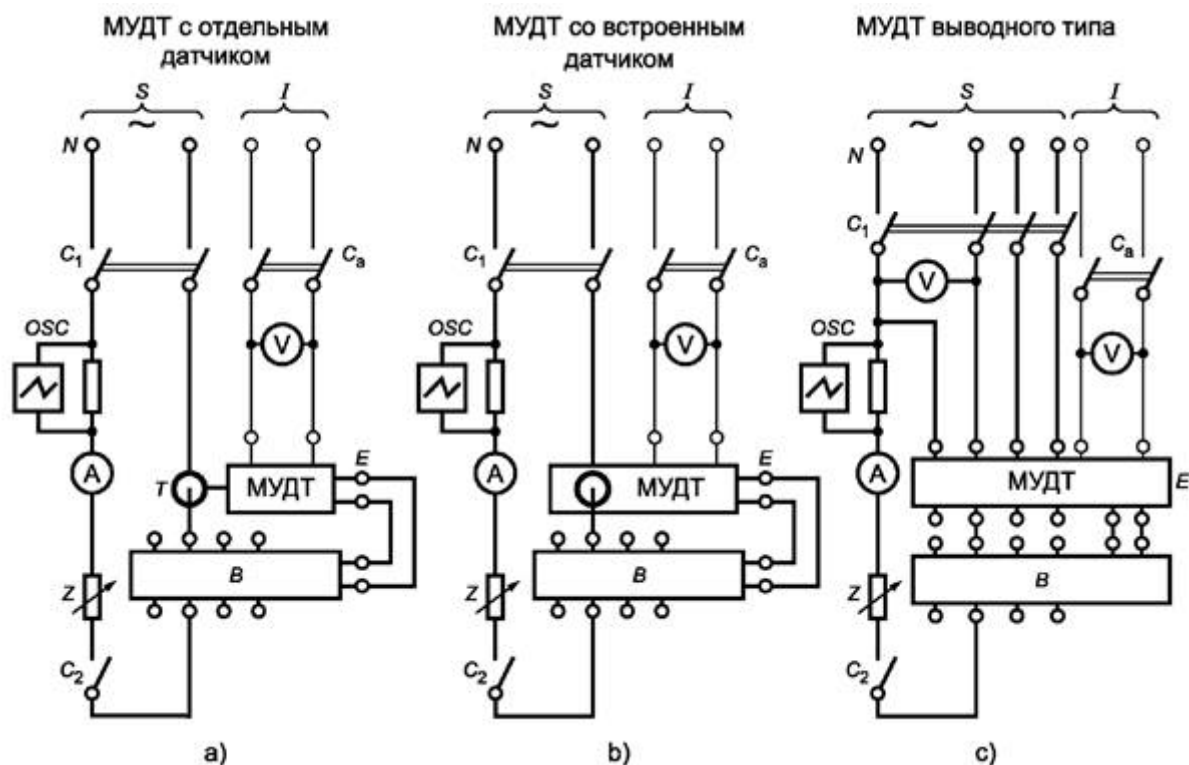 МУДТ с отдельным
датчиком
S
I
~
N
C1
Ca
OSC
V
A
T
МУДТ
E
B
Z
C2
a)
МУДТ со встроенным
датчиком
S
I
~
N
C1
Ca
OSC
V
A
МУДТ
E
B
Z
C2
b)
МУДТ выводного типа
S
I
~
N
C1
Ca
V
OSC
V
A
МУДТ
E
B
Z
C2
c)